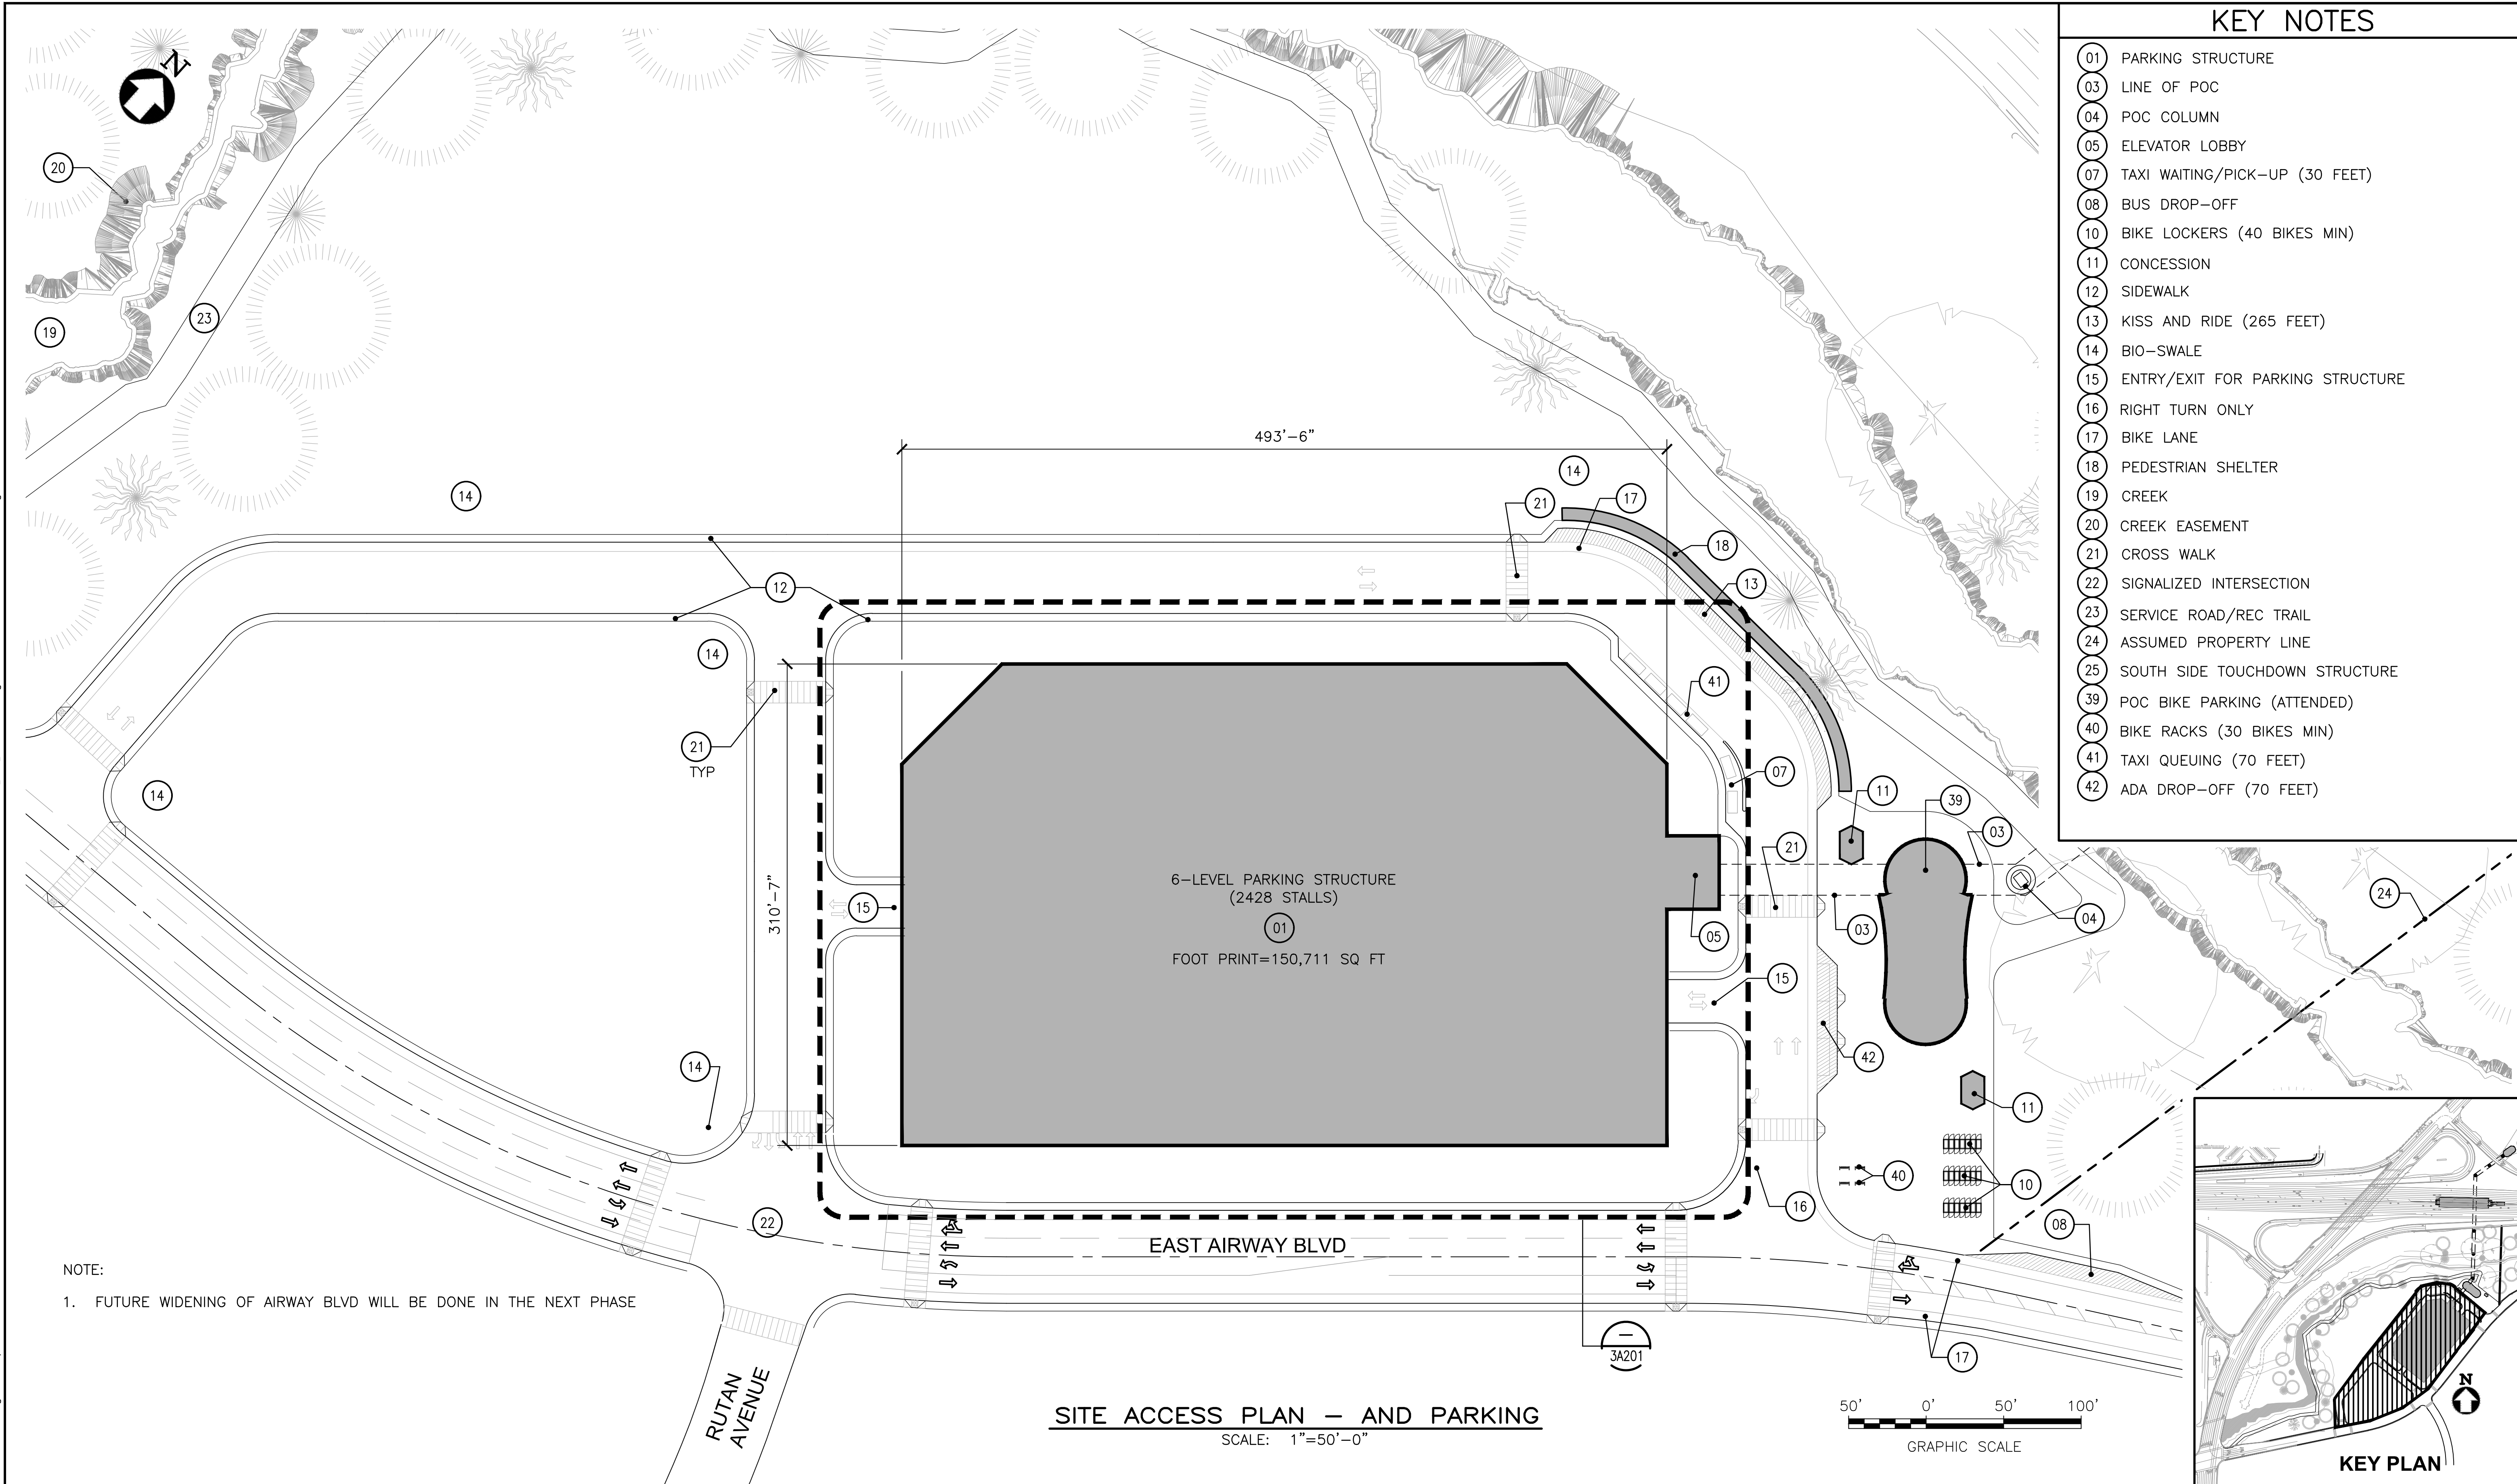 KEY NOTES
01 PARKING STRUCTURE
03 LINE OF POC
04 POC COLUMN
05 ELEVATOR LOBBY
07 TAXI WAITING/PICK-UP (30 FEET)
08 BUS DROP-OFF
10 BIKE LOCKERS (40 BIKES MIN)
11 CONCESSION
12 SIDEWALK
13 KISS AND RIDE (265 FEET)
14 BIO-SWALE
15 ENTRY/EXIT FOR PARKING STRUCTURE
16 RIGHT TURN ONLY
17 BIKE LANE
18 PEDESTRIAN SHELTER
19 CREEK
20 CREEK EASEMENT
21 CROSS WALK
22 SIGNALIZED INTERSECTION
23 SERVICE ROAD/REC TRAIL
24 ASSUMED PROPERTY LINE
25 SOUTH SIDE TOUCHDOWN STRUCTURE
39 POC BIKE PARKING (ATTENDED)
40 BIKE RACKS (30 BIKES MIN)
41 TAXI QUEUING (70 FEET)
42 ADA DROP-OFF (70 FEET)
N
20
23
19
493'-6"
14
14
21
17
18
12
13
14
41
21
TYP
07
14
11
39
03
21
310'-7"
6-LEVEL PARKING STRUCTURE
(2428 STALLS)
01
FOOT PRINT=150,711 SQ FT
15
05
03
04
24
15
42
14
11
40
10
16
22
08
EAST AIRWAY BLVD
NOTE:
1. FUTURE WIDENING OF AIRWAY BLVD WILL BE DONE IN THE NEXT PHASE
—
3A201
17
RUTAN
AVENUE
SITE ACCESS PLAN - AND PARKING
SCALE: 1"=50'-0"
50' 0' 50' 100'
GRAPHIC SCALE
N
KEY PLAN